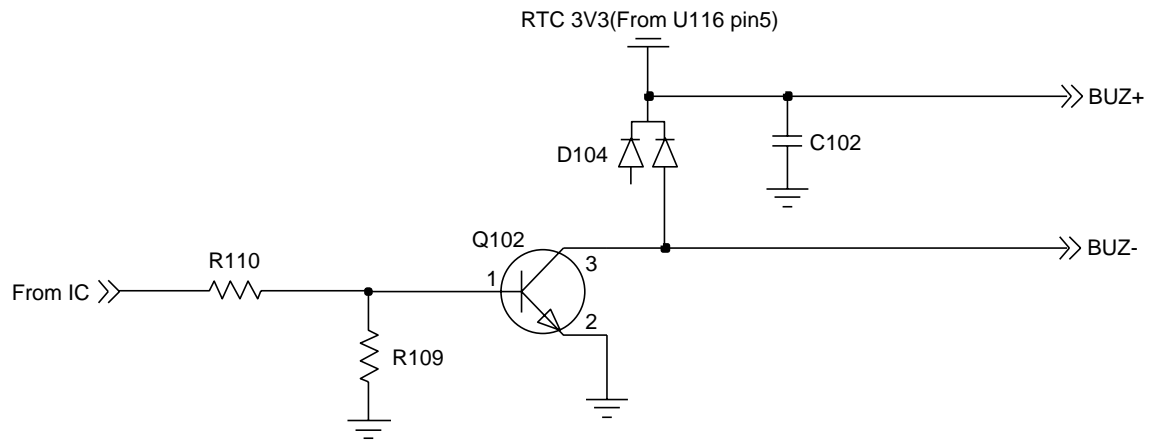 RTC 3V3(From U116 pin5)
BUZ+
D104
C102
Q102
3
BUZ-
R110
1
From IC
2
R109